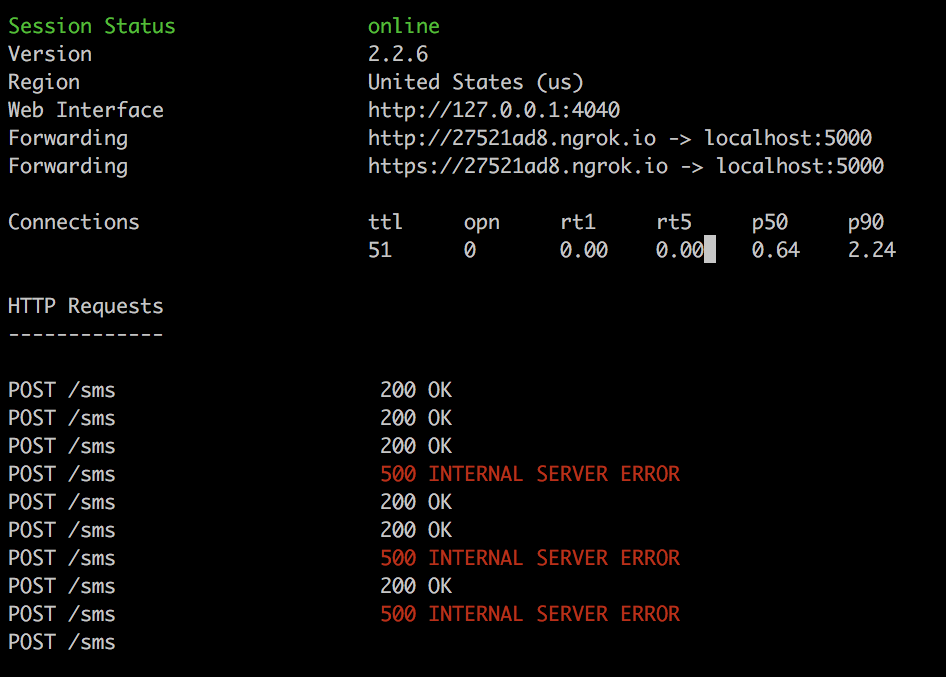 Session Status online
Version 2.2.6
Region United States (us)
Web Interface http://127.0.0.1:4040
Forwarding http://27521ad8.ngrok.io -> localhost:5000
Forwarding https://27521ad8.ngrok.io -> localhost:5000
Connections ttl opn rt1 rt5 p50 p90
51 0 0.00 0.00 0.64 2.24
HTTP Requests
-------------
POST /sms 200 OK
POST /sms 200 OK
POST /sms 200 OK
POST /sms 500 INTERNAL SERVER ERROR
POST /sms 200 OK
POST /sms 200 OK
POST /sms 500 INTERNAL SERVER ERROR
POST /sms 200 OK
POST /sms 500 INTERNAL SERVER ERROR
POST /sms